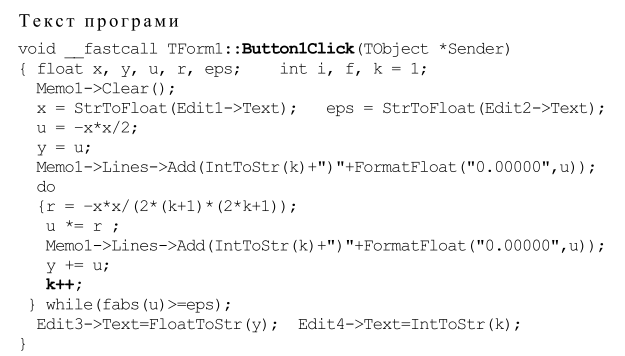 Текст програми
void __fastcall TForm1::Button1Click(TObject *Sender)
{ float x, y, u, r, eps;    int i, f, k = 1;
Memo1->Clear();
x = StrToFloat(Edit1->Text);   eps = StrToFloat(Edit2->Text);
u = –x*x/2;
y = u;
Memo1->Lines->Add(IntToStr(k)+") "+FormatFloat("0.00000",u));
do
{r = –x*x/(2*(k+1)*(2*k+1));
u *= r ;
Memo1->Lines->Add(IntToStr(k)+") "+FormatFloat("0.00000",u));
y += u;
k++;
} while(fabs(u)>=eps);
Edit3->Text=FloatToStr(y);  Edit4->Text=IntToStr(k);
}